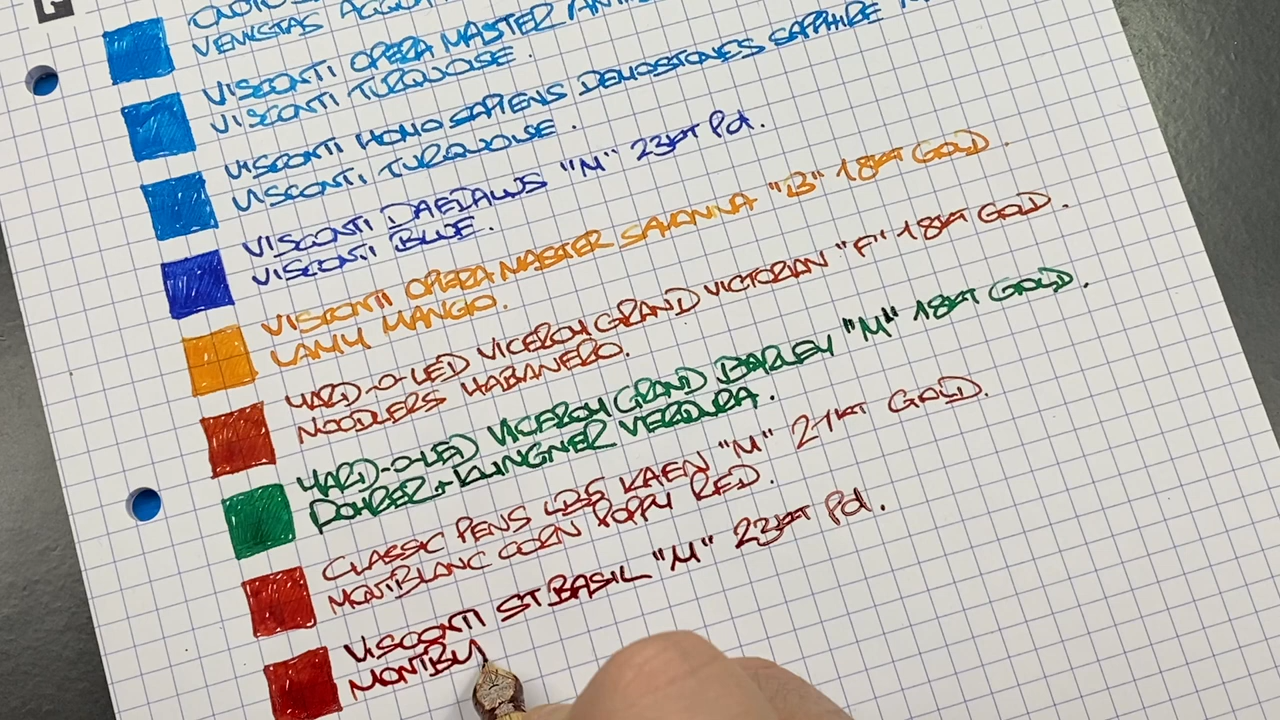 VENISTAS ACQU
VISCONTI OPERA MASTER
VISCONTI TURQUOISE.
VISCONTI HOMO SAPIENS DEMOSTONES SAPPHIRE
VISCONTI TURQUOISE.
VISCONTI DAEDALUS "M" 23KT Pd.
VISCONTI BLUE.
VISCONTI OPERA MASTER SAVANNA "B" 18KT GOLD.
LAMY MANGO.
HARD-O-LED VICEROY GRAND VICTORIAN "F" 18KT GOLD.
NOODLERS HABANERO.
HARD-O-LED VICEROY GRAND BARLEY "M" 18KT GOLD.
ROHRER + KLINGNER VERDURA.
CLASSIC PENS LB5 KAEN "M" 21KT GOLD.
MONTBLANC CORN POPPY RED.
VISCONTI ST BASIL "M" 23KT Pd.
MONTBL